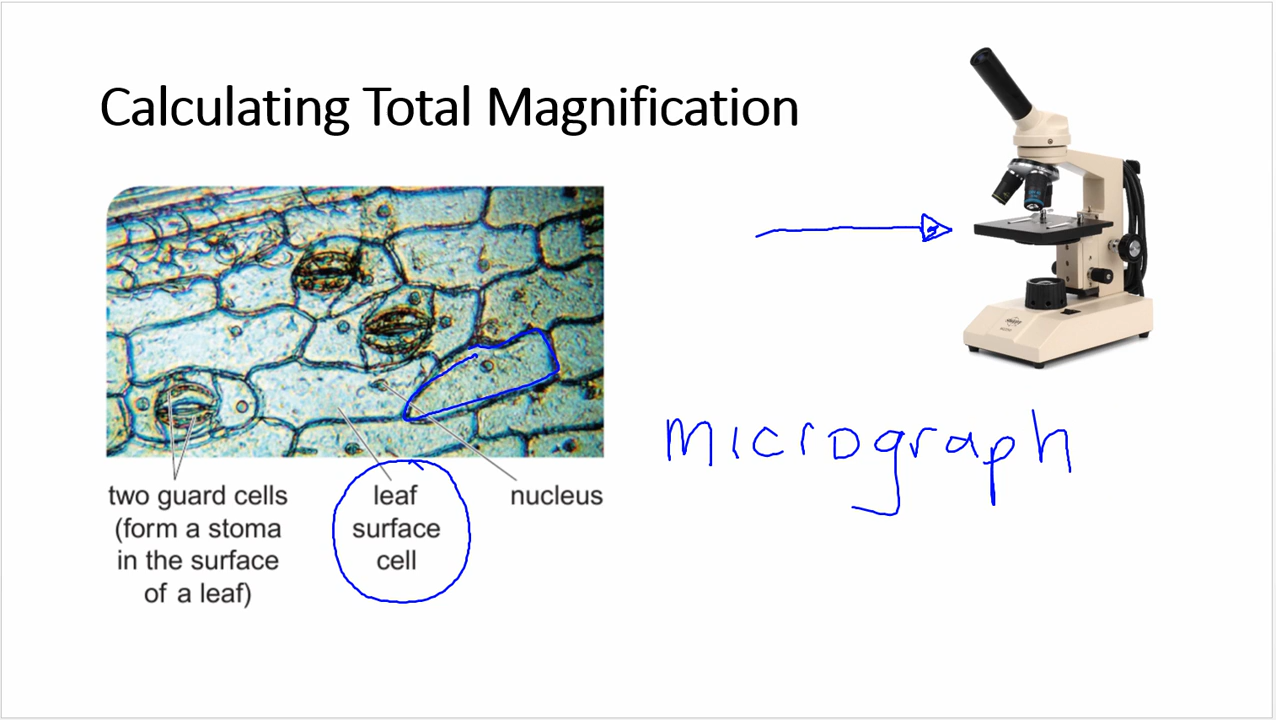 Calculating Total Magnification
two guard cells
(form a stoma
in the surface
of a leaf)
leaf
surface
cell
nucleus
Micrograph